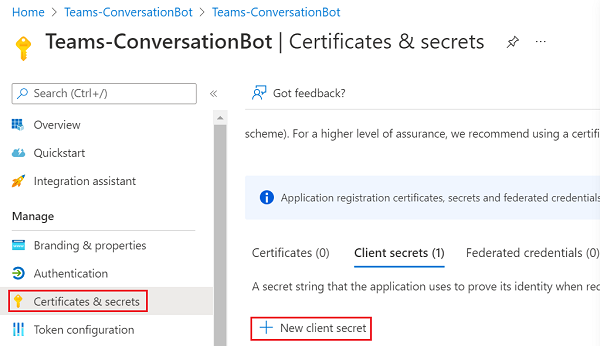 Home > Teams-ConversationBot > Teams-ConversationBot
Teams-ConversationBot | Certificates & secrets
Search (Ctrl+/)
Got feedback?
Overview
scheme). For a higher level of assurance, we recommend using a certifi
Quickstart
Integration assistant
Application registration certificates, secrets and federated credentials
Manage
Branding & properties
Certificates (0) Client secrets (1) Federated credentials (0)
Authentication
A secret string that the application uses to prove its identity when rec
Certificates & secrets
New client secret
Token configuration